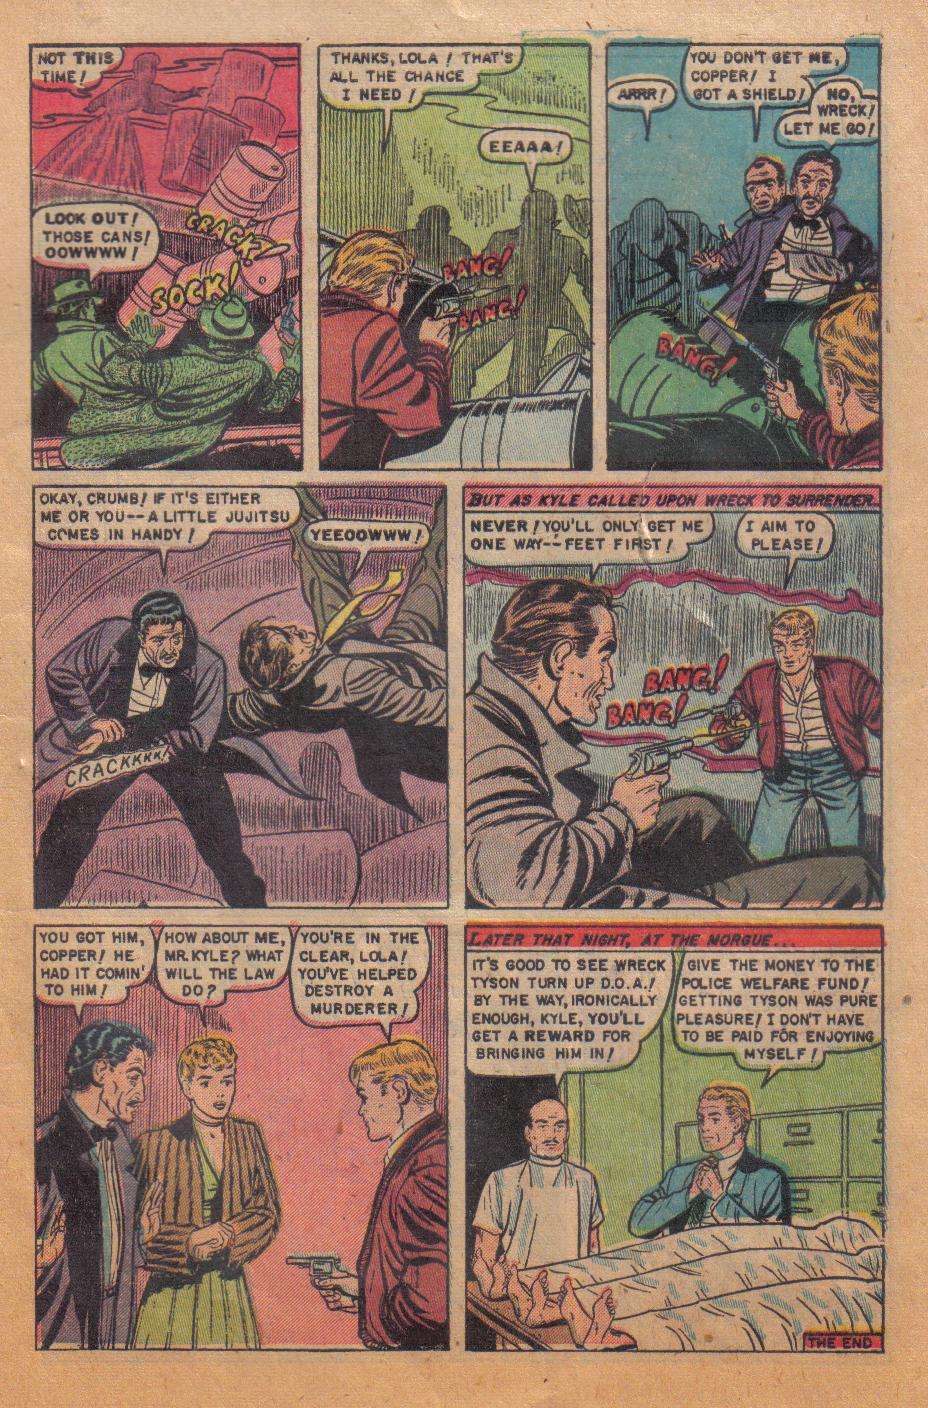 NOT THIS
TIME!
LOOK OUT!
THOSE CANS!
OOWWWW!
CRACK!
SOCK!
THANKS, LOLA! THAT'S
ALL THE CHANCE
I NEED!
EEAAA!
BANG!
BANG!
ARRR!
YOU DON'T GET ME,
COPPER! I
GOT A SHIELD!
NO,
WRECK!
LET ME GO!
BANG!
OKAY, CRUMB! IF IT'S EITHER
ME OR YOU--A LITTLE JUJITSU
COMES IN HANDY!
YEEOOWWW!
CRACKKKK!
BUT AS KYLE CALLED UPON WRECK TO SURRENDER...
NEVER! YOU'LL ONLY GET ME
ONE WAY--FEET FIRST!
I AIM TO
PLEASE!
BANG!
BANG!
YOU GOT HIM,
COPPER! HE
HAD IT COMIN'
TO HIM!
HOW ABOUT ME,
MR. KYLE? WHAT
WILL THE LAW
DO?
YOU'RE IN THE
CLEAR, LOLA!
YOU'VE HELPED
DESTROY A
MURDERER!
LATER THAT NIGHT, AT THE MORGUE...
IT'S GOOD TO SEE WRECK
TYSON TURN UP D.O.A.!
BY THE WAY, IRONICALLY
ENOUGH, KYLE, YOU'LL
GET A REWARD FOR
BRINGING HIM IN!
GIVE THE MONEY TO THE
POLICE WELFARE FUND!
GETTING TYSON WAS PURE
PLEASURE! I DON'T HAVE
TO BE PAID FOR ENJOYING
MYSELF!
THE END